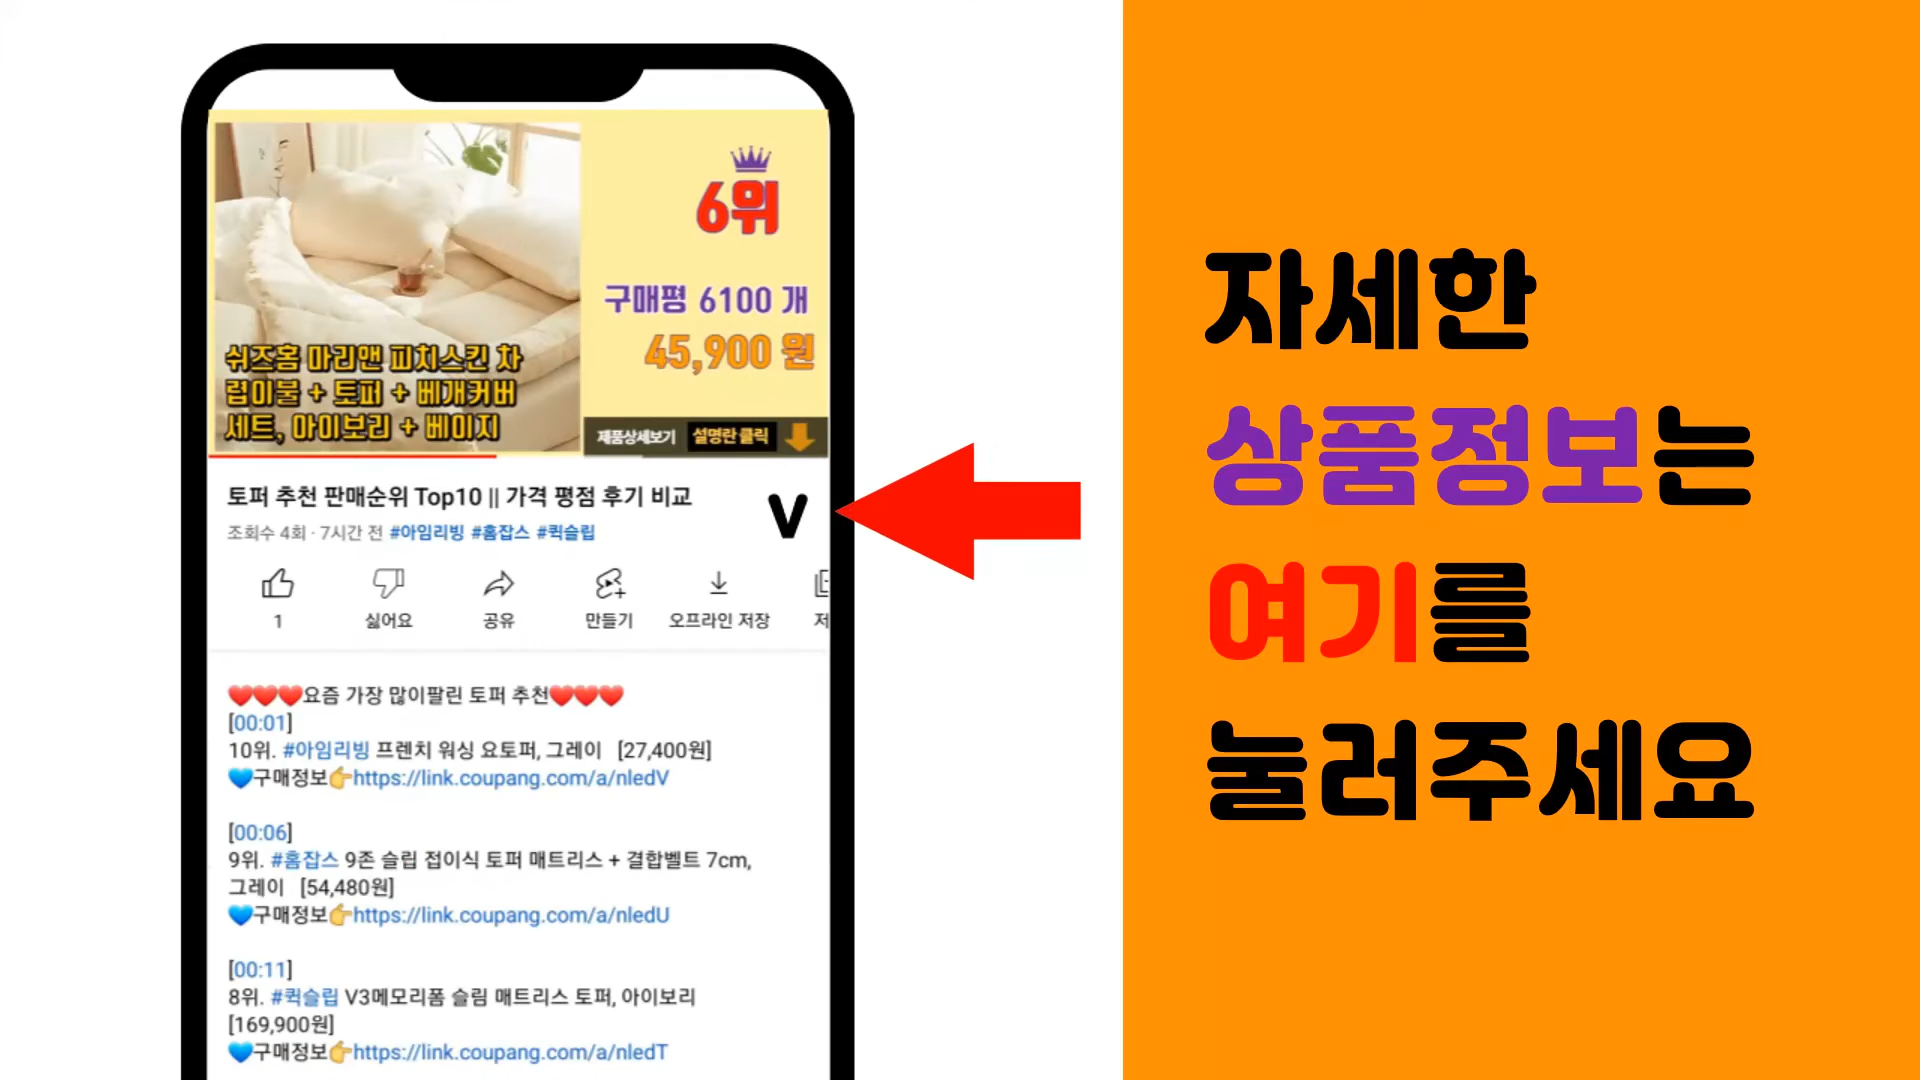 6위
구매평 6100 개
45,900 원
쉬즈홈 마리앤 피치스킨 차
렵이불 + 토퍼 + 베개커버
세트, 아이보리 + 베이지
제품상세보기 설명란 클릭
토퍼 추천 판매순위 Top10 || 가격 평점 후기 비교
V
조회수 4회 · 7시간 전 #아임리빙 #홈잡스 #퀵슬립
1 싫어요 공유 만들기 오프라인 저장 저
❤️❤️❤️요즘 가장 많이팔린 토퍼 추천❤️❤️❤️
[00:01]
10위. #아임리빙 프렌치 워싱 요토퍼, 그레이 [27,400원]
💙구매정보👉https://link.coupang.com/a/nledV
[00:06]
9위. #홈잡스 9존 슬립 접이식 토퍼 매트리스 + 결합벨트 7cm,
그레이 [54,480원]
💙구매정보👉https://link.coupang.com/a/nledU
[00:11]
8위. #퀵슬립 V3메모리폼 슬림 매트리스 토퍼, 아이보리
[169,900원]
💙구매정보👉https://link.coupang.com/a/nledT
자세한
상품정보는
여기를
눌러주세요